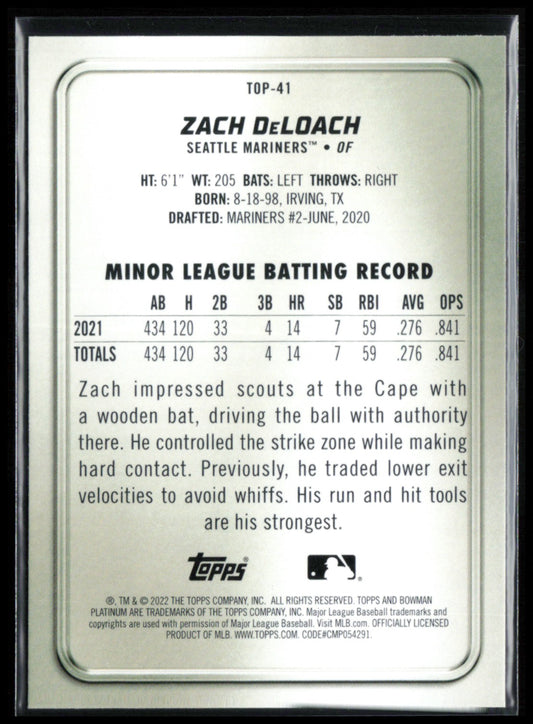 TOP-41
ZACH DeLOACH
SEATTLE MARINERS™ • OF
HT: 6'1" WT: 205 BATS: LEFT THROWS: RIGHT
BORN: 8-18-98, IRVING, TX
DRAFTED: MARINERS #2-JUNE, 2020
MINOR LEAGUE BATTING RECORD
AB H 2B 3B HR SB RBI AVG OPS
2021 434 120 33 4 14 7 59 .276 .841
TOTALS 434 120 33 4 14 7 59 .276 .841
Zach impressed scouts at the Cape with
a wooden bat, driving the ball with authority
there. He controlled the strike zone while making
hard contact. Previously, he traded lower exit
velocities to avoid whiffs. His run and hit tools
are his strongest.
Topps®
®, TM & © 2022 THE TOPPS COMPANY, INC. ALL RIGHTS RESERVED. TOPPS AND BOWMAN
PLATINUM ARE TRADEMARKS OF THE TOPPS COMPANY, INC. Major League Baseball trademarks and
copyrights are used with permission of Major League Baseball. Visit MLB.com. OFFICIALLY LICENSED
PRODUCT OF MLB. WWW.TOPPS.COM. CODE#CMP054291.